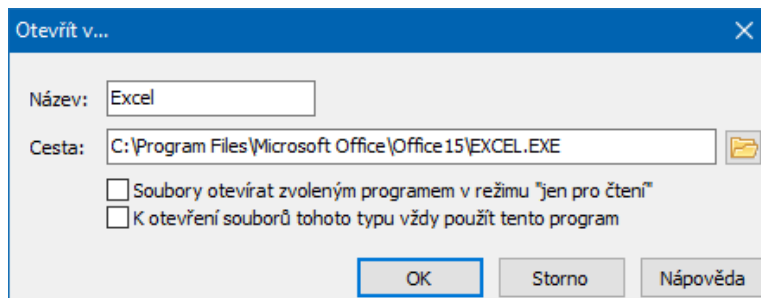 Otevřít v...
Název: Excel
Cesta: C:\Program Files\Microsoft Office\Office15\EXCEL.EXE
Soubory otevírat zvoleným programem v režimu "jen pro čtení"
K otevření souborů tohoto typu vždy použít tento program
OK Storno Nápověda